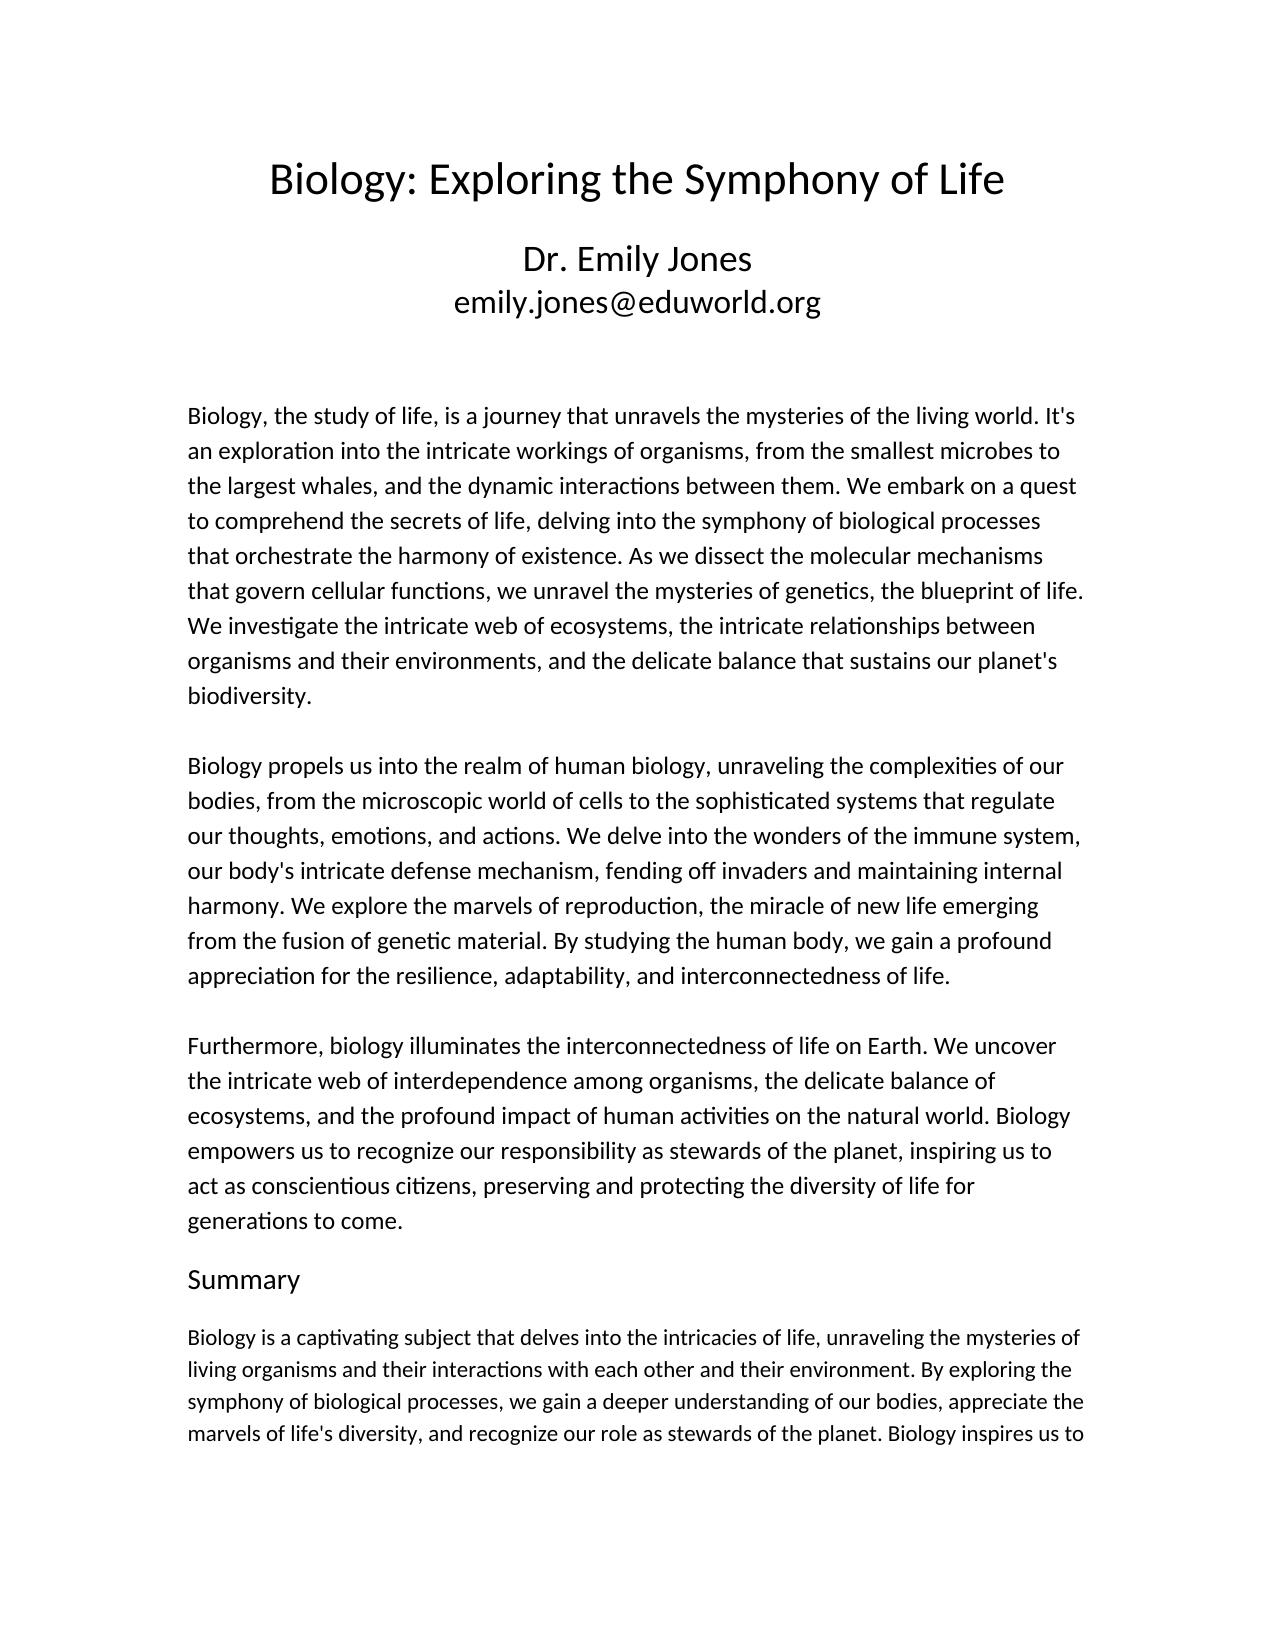 Biology: Exploring the Symphony of Life
Dr. Emily Jones
emily.jones@eduworld.org
Biology, the study of life, is a journey that unravels the mysteries of the living world. It's
an exploration into the intricate workings of organisms, from the smallest microbes to
the largest whales, and the dynamic interactions between them. We embark on a quest
to comprehend the secrets of life, delving into the symphony of biological processes
that orchestrate the harmony of existence. As we dissect the molecular mechanisms
that govern cellular functions, we unravel the mysteries of genetics, the blueprint of life.
We investigate the intricate web of ecosystems, the intricate relationships between
organisms and their environments, and the delicate balance that sustains our planet's
biodiversity.
Biology propels us into the realm of human biology, unraveling the complexities of our
bodies, from the microscopic world of cells to the sophisticated systems that regulate
our thoughts, emotions, and actions. We delve into the wonders of the immune system,
our body's intricate defense mechanism, fending off invaders and maintaining internal
harmony. We explore the marvels of reproduction, the miracle of new life emerging
from the fusion of genetic material. By studying the human body, we gain a profound
appreciation for the resilience, adaptability, and interconnectedness of life.
Furthermore, biology illuminates the interconnectedness of life on Earth. We uncover
the intricate web of interdependence among organisms, the delicate balance of
ecosystems, and the profound impact of human activities on the natural world. Biology
empowers us to recognize our responsibility as stewards of the planet, inspiring us to
act as conscientious citizens, preserving and protecting the diversity of life for
generations to come.
Summary
Biology is a captivating subject that delves into the intricacies of life, unraveling the mysteries of
living organisms and their interactions with each other and their environment. By exploring the
symphony of biological processes, we gain a deeper understanding of our bodies, appreciate the
marvels of life's diversity, and recognize our role as stewards of the planet. Biology inspires us to